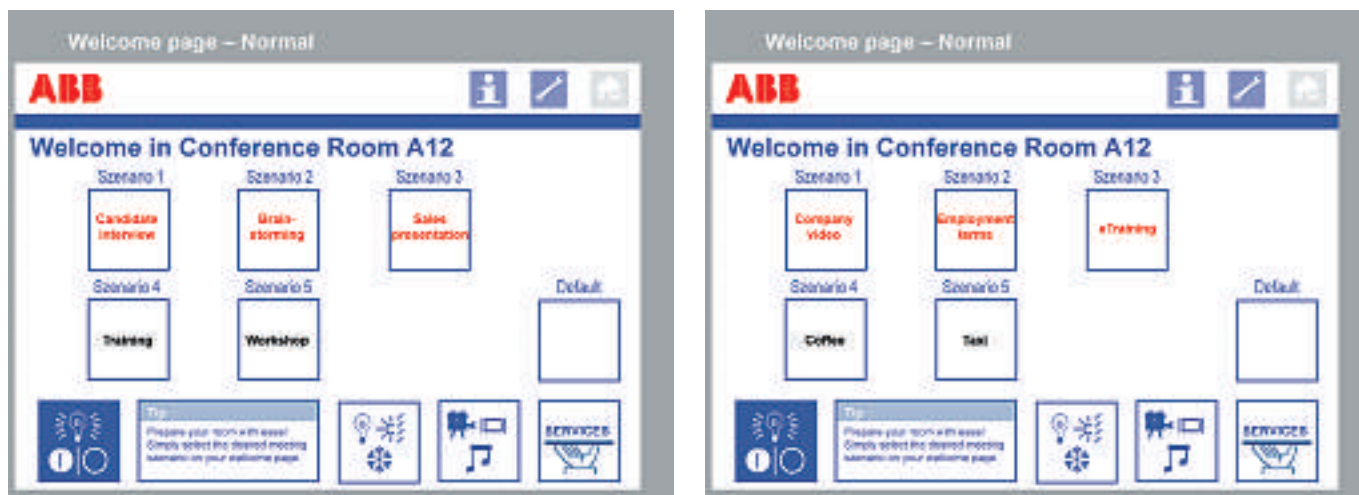 Welcome page – Normal
ABB
Welcome in Conference Room A12
Szenario 1
Szenario 2
Szenario 3
Candidate
interview
Brain-
storming
Sales
presentation
Szenario 4
Szenario 5
Default
Training
Workshop
Tip
Prepare your room with ease!
Simply select the desired meeting
scenario on your welcome page.
SERVICES
Welcome page – Normal
ABB
Welcome in Conference Room A12
Szenario 1
Szenario 2
Szenario 3
Company
video
Employment
terms
eTraining
Szenario 4
Szenario 5
Default
Coffee
Taxi
Tip
Prepare your room with ease!
Simply select the desired meeting
scenario on your welcome page.
SERVICES